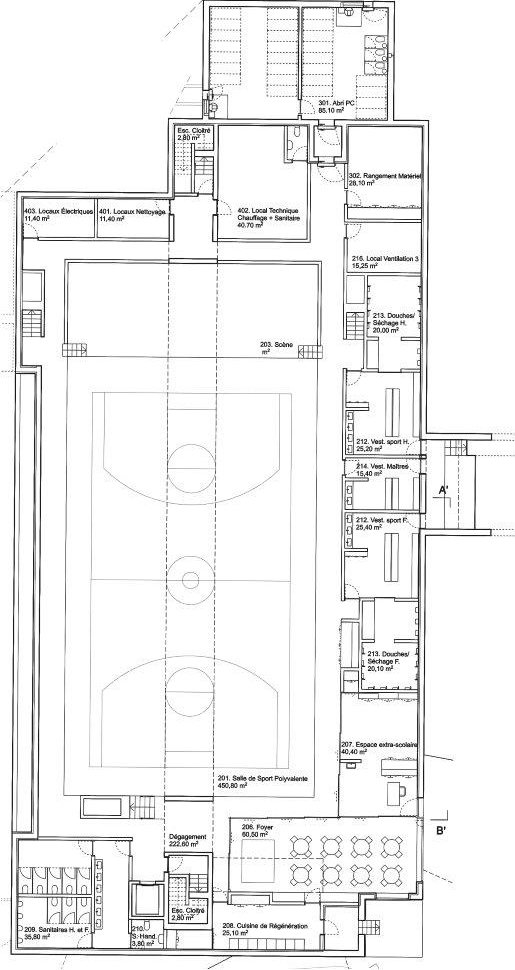 301. Abri PC
85.10 m²
Esc. Cloîtré
2,80 m²
302. Rangement Matériel
28,10 m²
403. Locaux Électriques
11,40 m²
401. Locaux Nettoyage
11,40 m²
402. Local Technique
Chauffage + Sanitaire
40.70 m²
216. Local Ventilation 3
15,25 m²
213. Douches/
Séchage H.
20,00 m²
203. Scène
m²
212. Vest. sport H.
25,20 m²
214. Vest. Maîtres
15,40 m²
A'
212. Vest. sport F.
25,40 m²
213. Douches/
Séchage F.
20,10 m²
207. Espace extra-scolaire
40,40 m²
201. Salle de Sport Polyvalente
450,80 m²
B'
206. Foyer
60,50 m²
Dégagement
222,60 m²
Esc. Cloîtré
2,80 m²
209. Sanitaires H. et F.
35,80 m²
210.
S. Hand.
3,80 m²
208. Cuisine de Régénération
25,10 m²